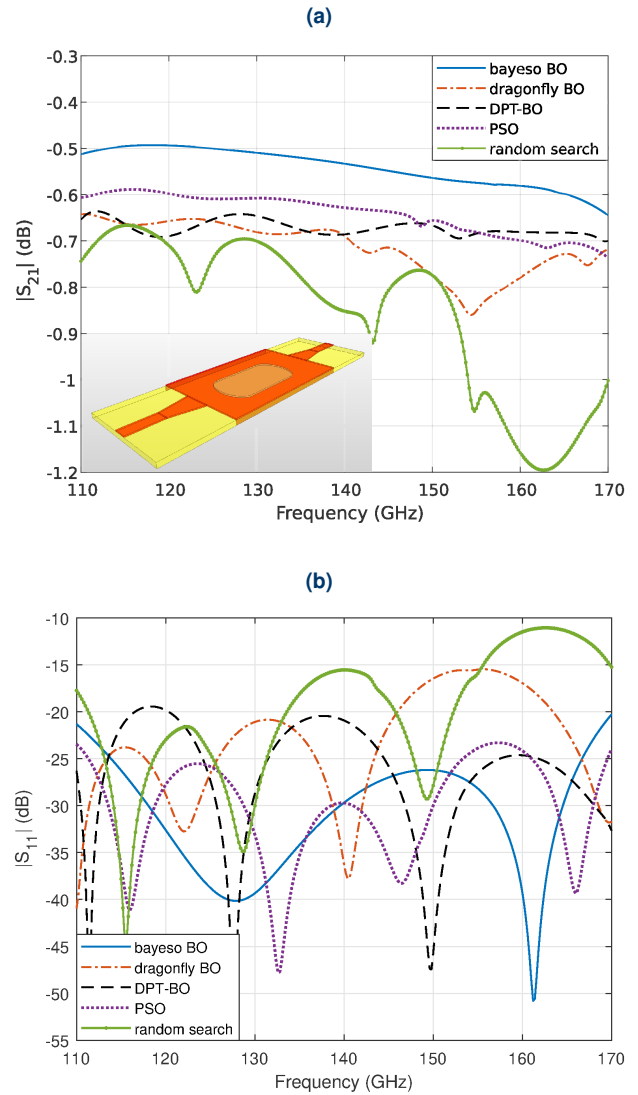 (a)
-0.3
-0.4
-0.5
-0.6
-0.7
-0.8
-0.9
-1
-1.1
-1.2
|S21| (dB)
bayeso BO
dragonfly BO
DPT-BO
PSO
random search
110 120 130 140 150 160 170
Frequency (GHz)
(b)
-10
-15
-20
-25
-30
-35
-40
-45
-50
-55
|S11| (dB)
bayeso BO
dragonfly BO
DPT-BO
PSO
random search
110 120 130 140 150 160 170
Frequency (GHz)